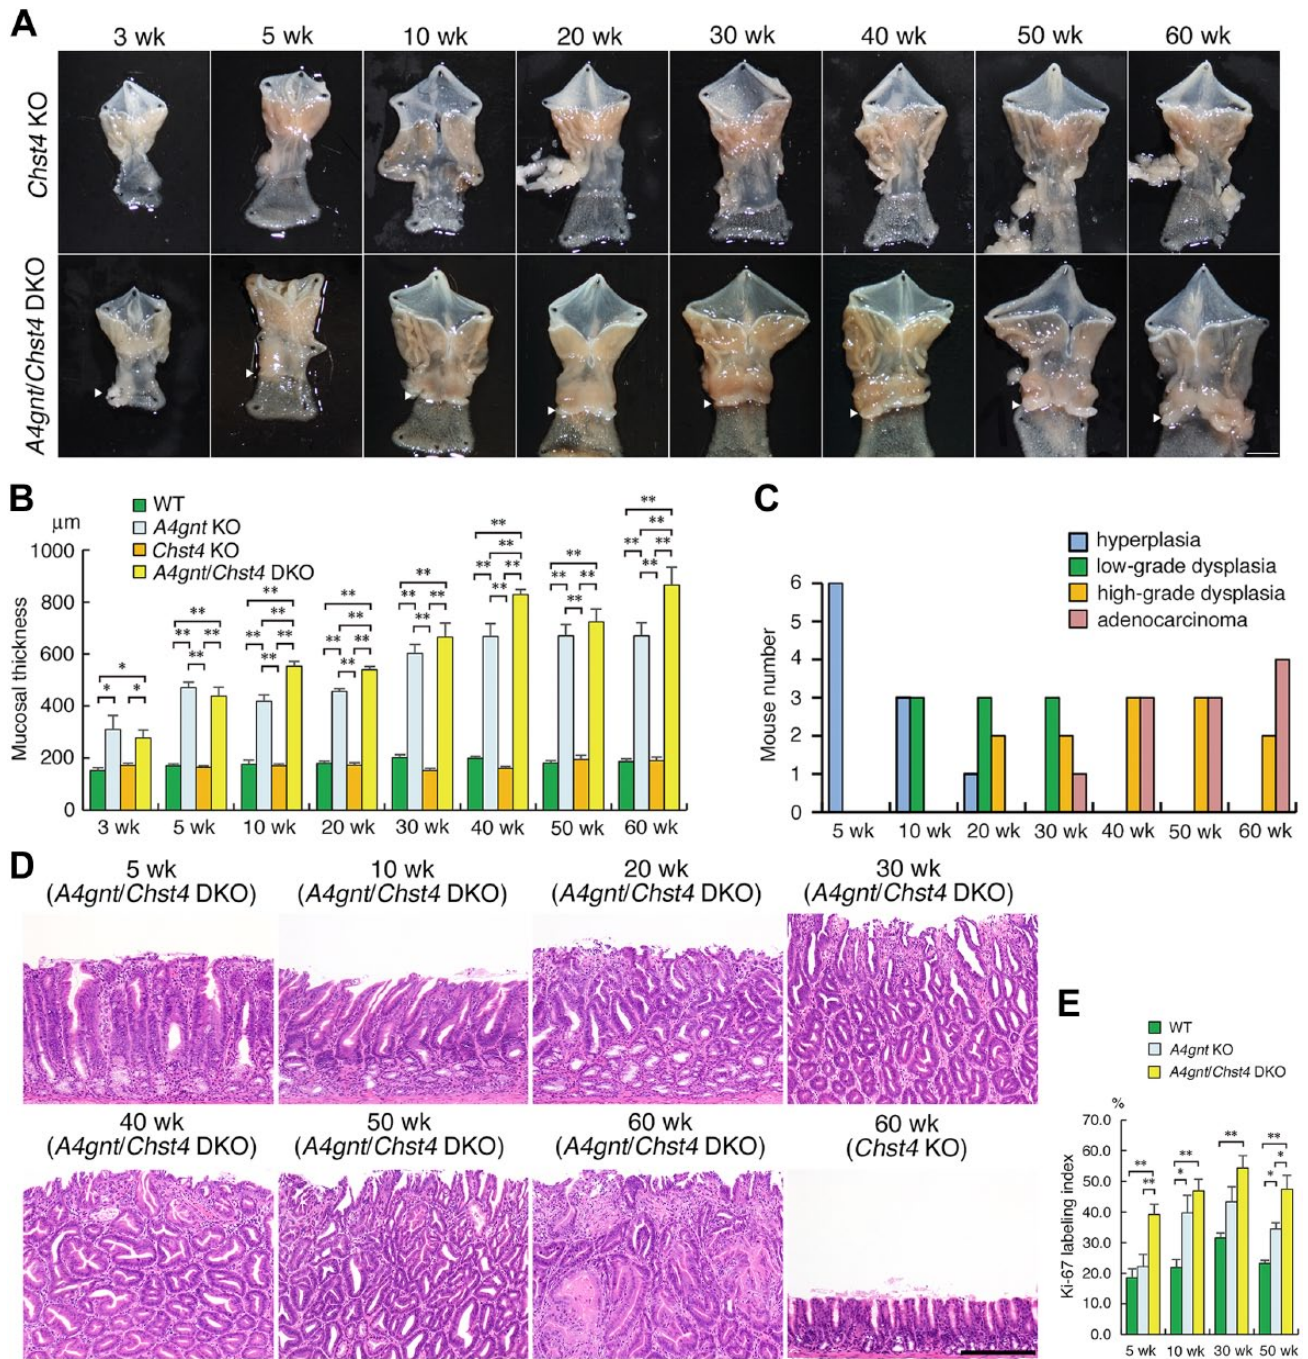 A
3 wk 5 wk 10 wk 20 wk 30 wk 40 wk 50 wk 60 wk
Chst4 KO
A4gnt/Chst4 DKO
B
WT
A4gnt KO
Chst4 KO
A4gnt/Chst4 DKO
μm
Mucosal thickness
1000
800
600
400
200
0
* * *
** ** ** **
** ** ** ** ** **
** ** ** ** ** **
** ** ** **
** ** ** ** ** **
** ** ** **
** ** ** ** ** **
3 wk 5 wk 10 wk 20 wk 30 wk 40 wk 50 wk 60 wk
C
hyperplasia
low-grade dysplasia
high-grade dysplasia
adenocarcinoma
Mouse number
6
5
4
3
2
1
0
5 wk 10 wk 20 wk 30 wk 40 wk 50 wk 60 wk
D
5 wk 10 wk 20 wk 30 wk
(A4gnt/Chst4 DKO) (A4gnt/Chst4 DKO) (A4gnt/Chst4 DKO) (A4gnt/Chst4 DKO)
40 wk 50 wk 60 wk 60 wk
(A4gnt/Chst4 DKO) (A4gnt/Chst4 DKO) (A4gnt/Chst4 DKO) (Chst4 KO)
E
WT
A4gnt KO
A4gnt/Chst4 DKO
%
Ki-67 labeling index
70.0
60.0
50.0
40.0
30.0
20.0
10.0
0.0
** **
** *
**
** * *
5 wk 10 wk 30 wk 50 wk